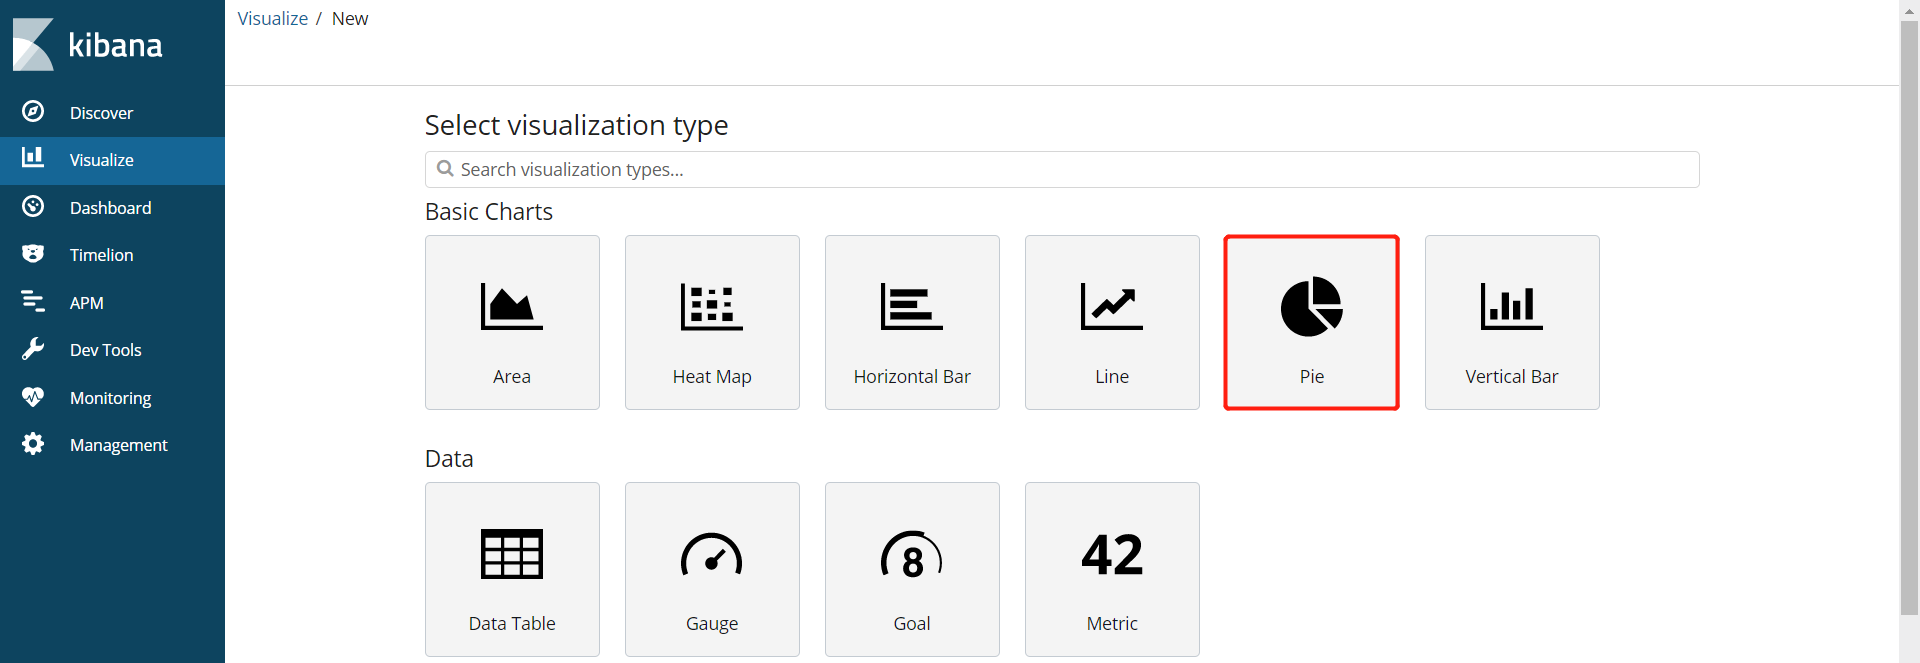 kibana
Discover
Visualize
Dashboard
Timelion
APM
Dev Tools
Monitoring
Management
Visualize / New
Select visualization type
Search visualization types...
Basic Charts
Area
Heat Map
Horizontal Bar
Line
Pie
Vertical Bar
Data
8
42
Data Table
Gauge
Goal
Metric